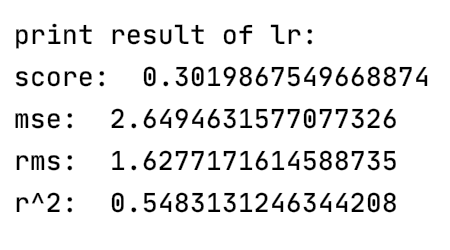 print result of lr:
score:  0.3019867549668874
mse:  2.6494631577077326
rms:  1.6277171614588735
r^2:  0.5483131246344208